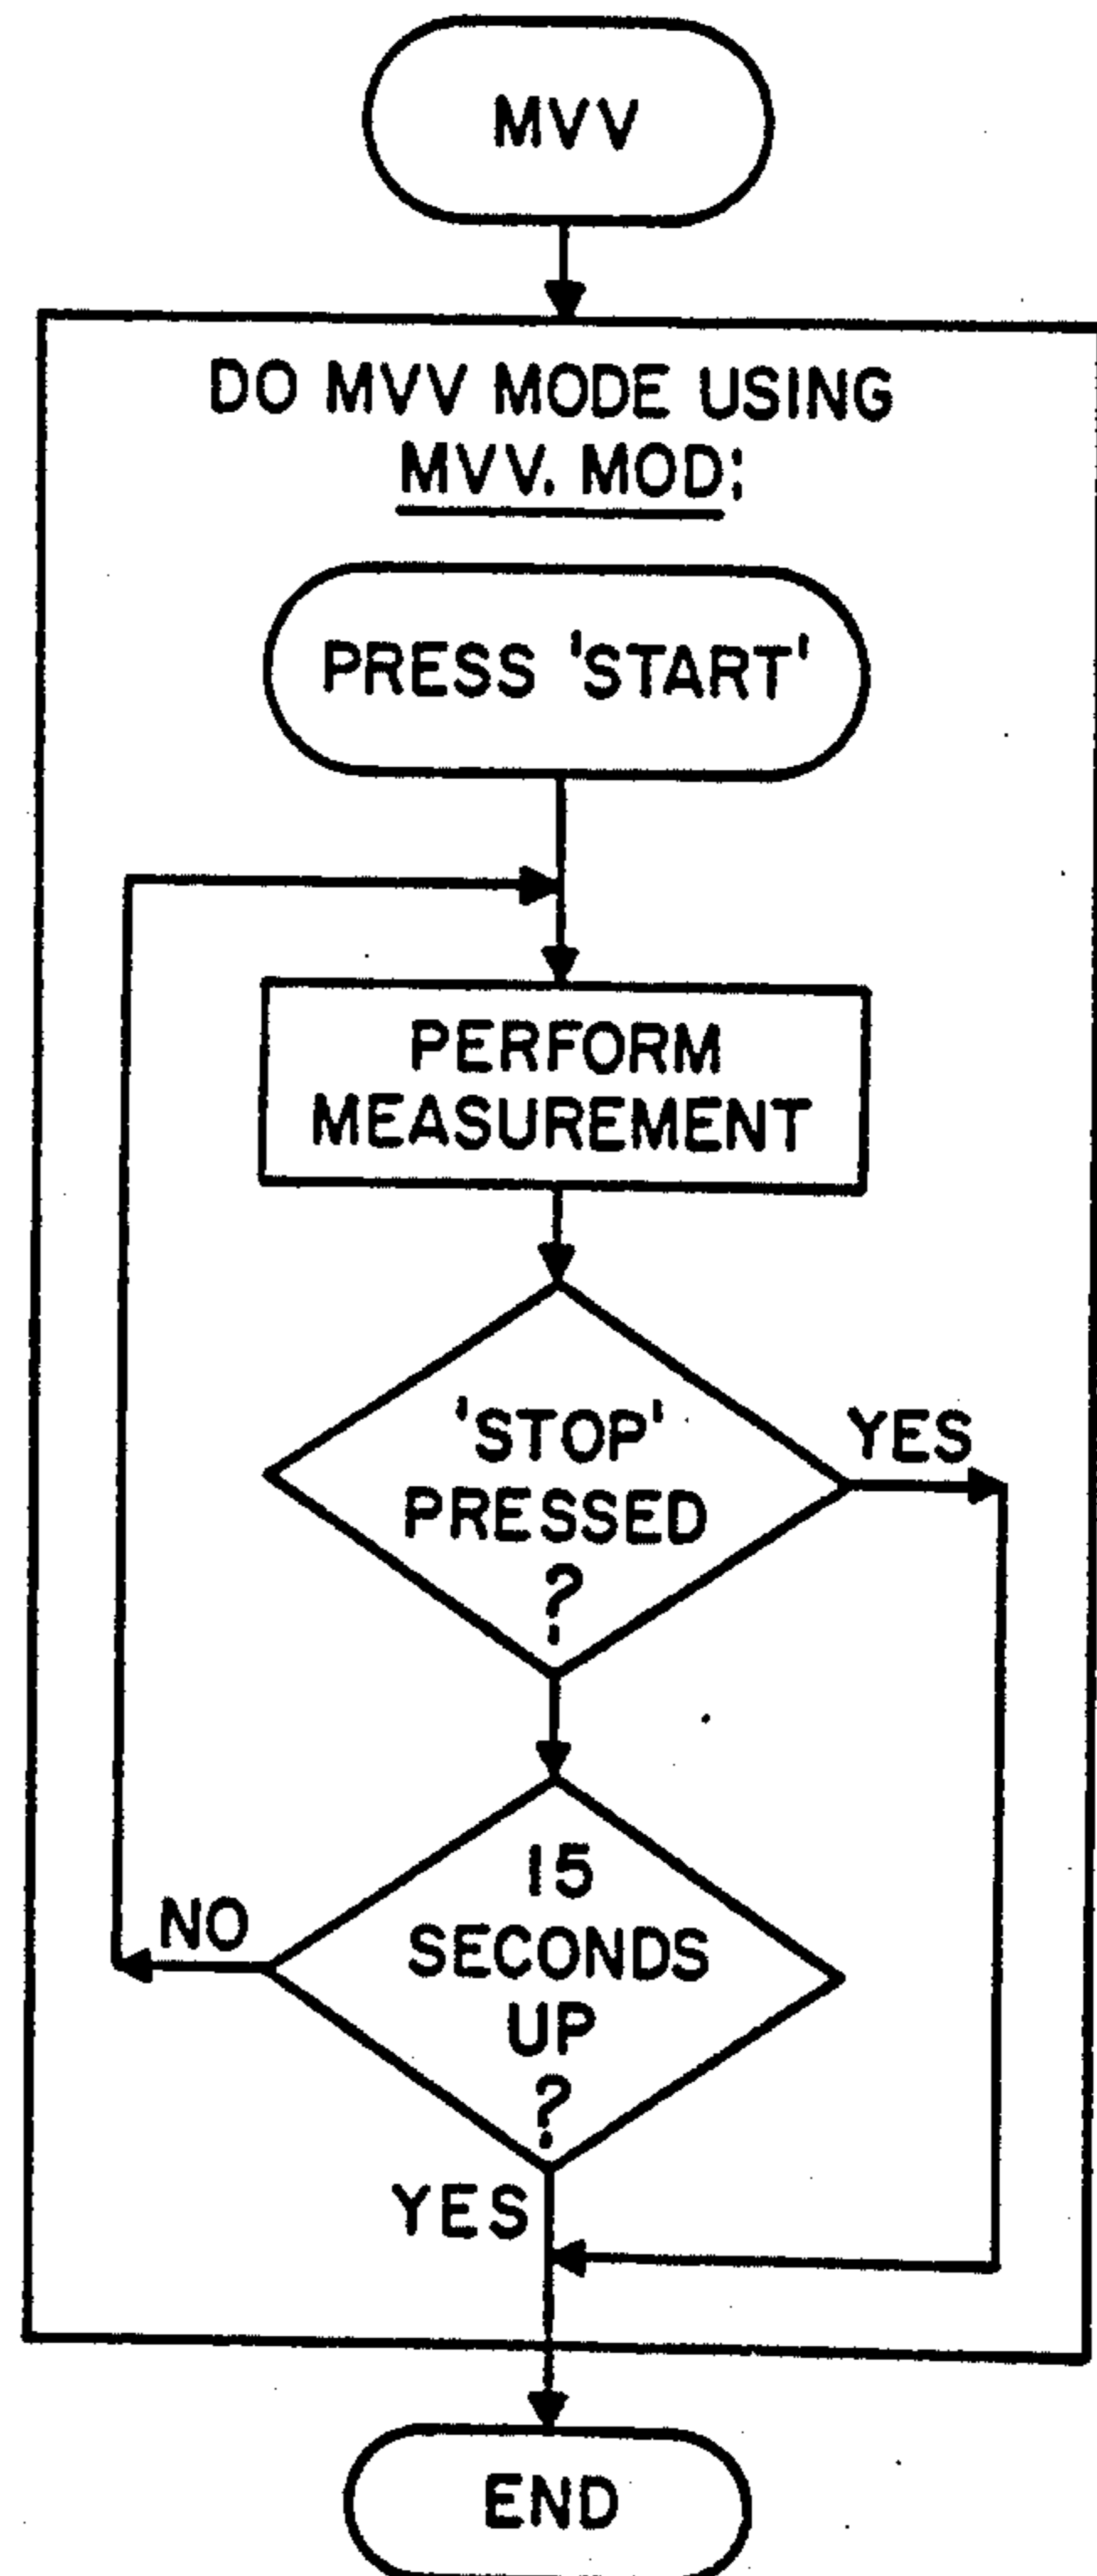 MVV
DO MVV MODE USING
MVV. MOD:
PRESS 'START'
PERFORM
MEASUREMENT
'STOP'
PRESSED
?
YES
15
SECONDS
UP
?
NO
YES
END